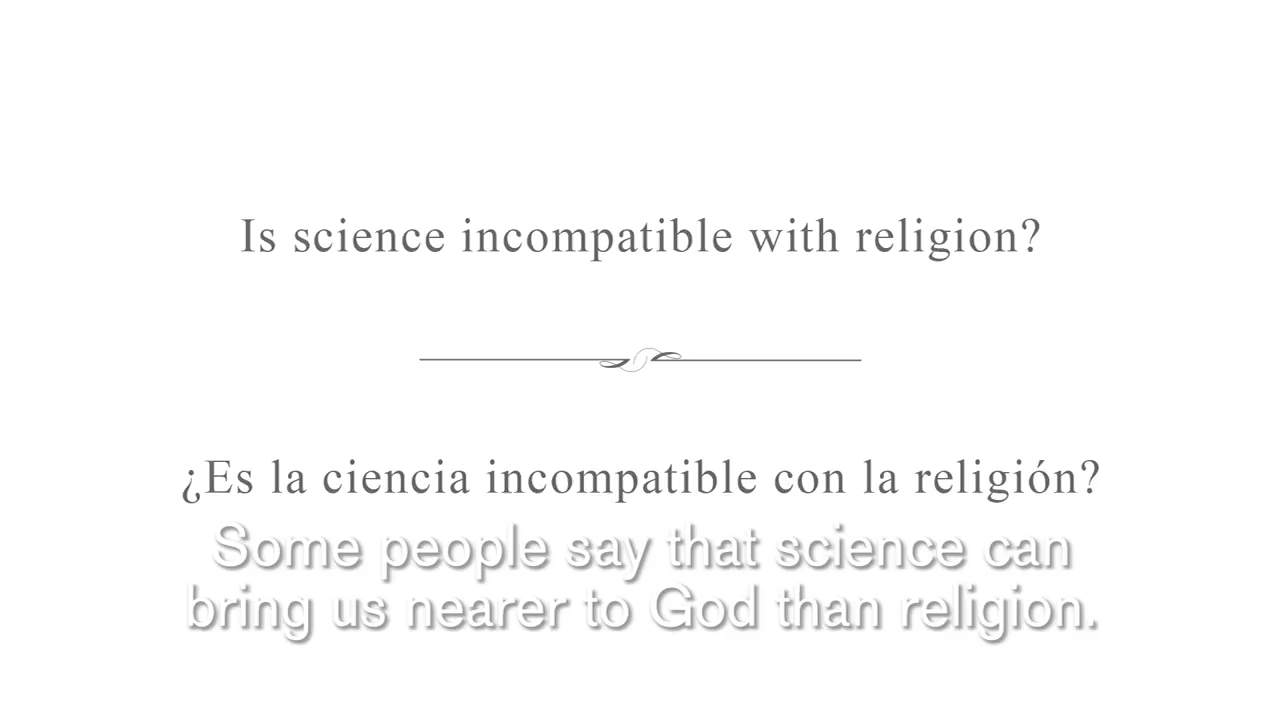 Is science incompatible with religion?
¿Es la ciencia incompatible con la religión?
Some people say that science can
bring us nearer to God than religion.